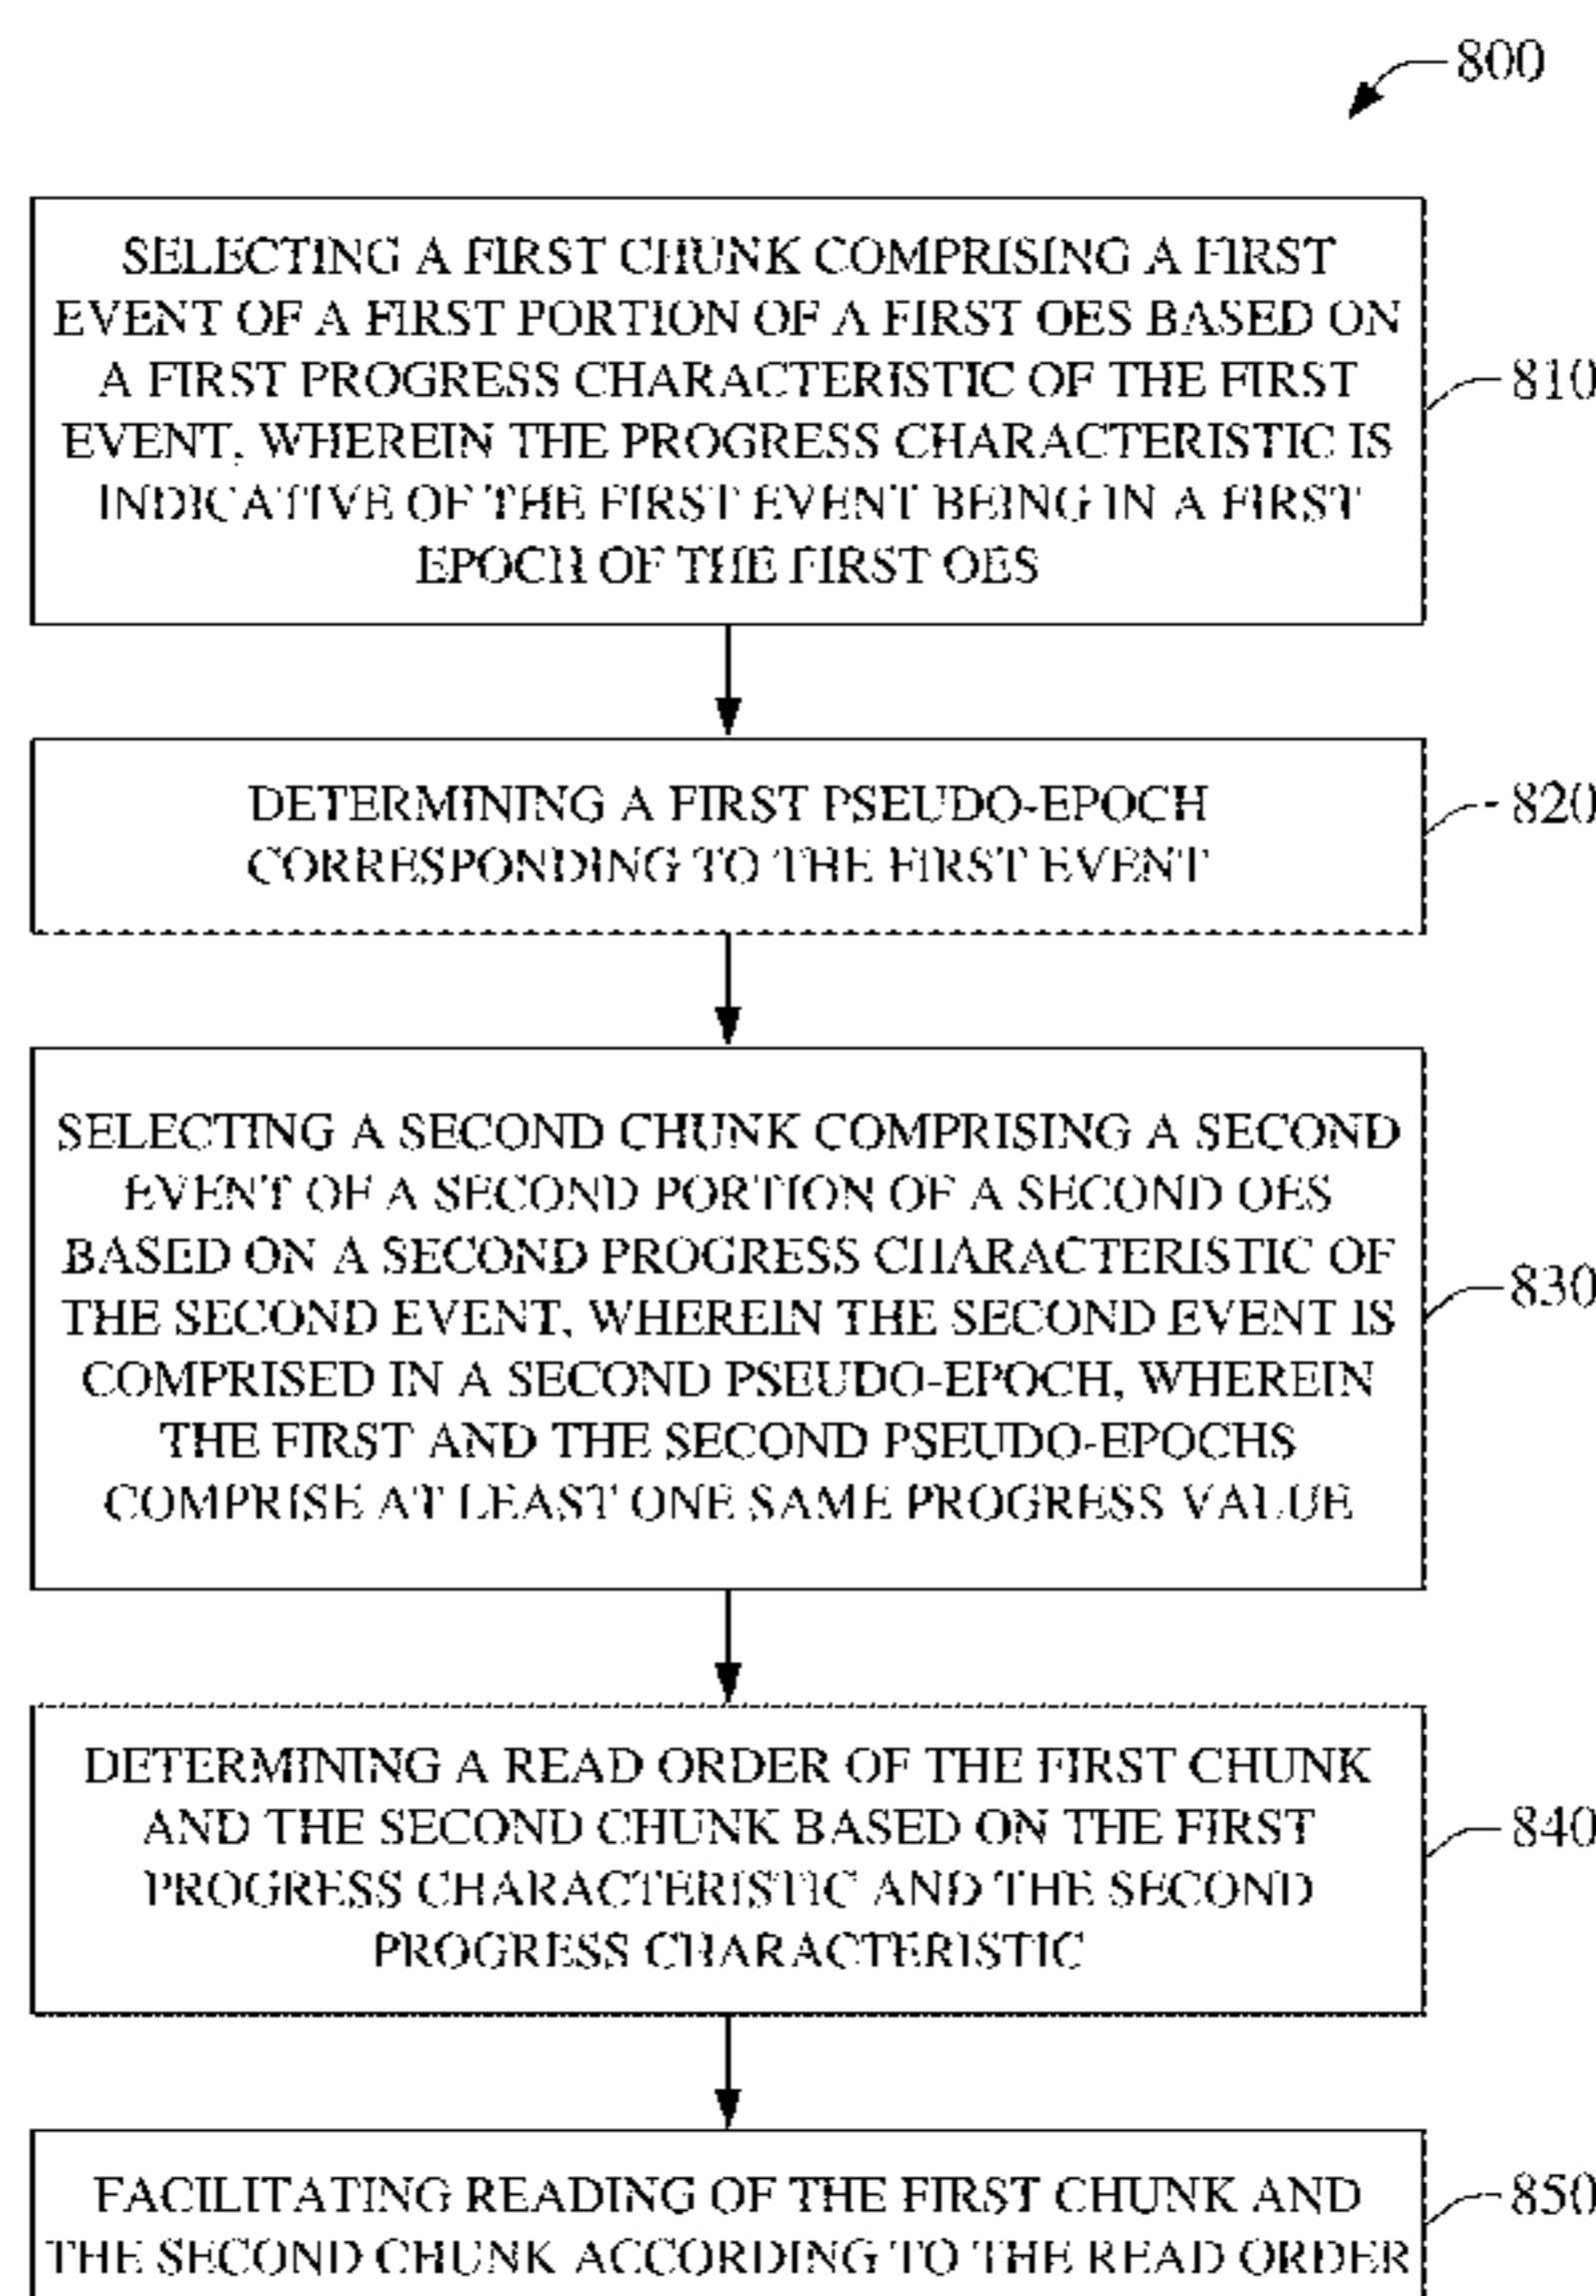 800
SELECTING A FIRST CHUNK COMPRISING A FIRST
EVENT OF A FIRST PORTION OF A FIRST OES BASED ON
A FIRST PROGRESS CHARACTERISTIC OF THE FIRST
EVENT, WHEREIN THE PROGRESS CHARACTERISTIC IS
INDICATIVE OF THE FIRST EVENT BEING IN A FIRST
EPOCH OF THE FIRST OES
810
DETERMINING A FIRST PSEUDO-EPOCH
CORRESPONDING TO THE FIRST EVENT
820
SELECTING A SECOND CHUNK COMPRISING A SECOND
EVENT OF A SECOND PORTION OF A SECOND OES
BASED ON A SECOND PROGRESS CHARACTERISTIC OF
THE SECOND EVENT, WHEREIN THE SECOND EVENT IS
COMPRISED IN A SECOND PSEUDO-EPOCH, WHEREIN
THE FIRST AND THE SECOND PSEUDO-EPOCHS
COMPRISE AT LEAST ONE SAME PROGRESS VALUE
830
DETERMINING A READ ORDER OF THE FIRST CHUNK
AND THE SECOND CHUNK BASED ON THE FIRST
PROGRESS CHARACTERISTIC AND THE SECOND
PROGRESS CHARACTERISTIC
840
FACILITATING READING OF THE FIRST CHUNK AND
THE SECOND CHUNK ACCORDING TO THE READ ORDER
850